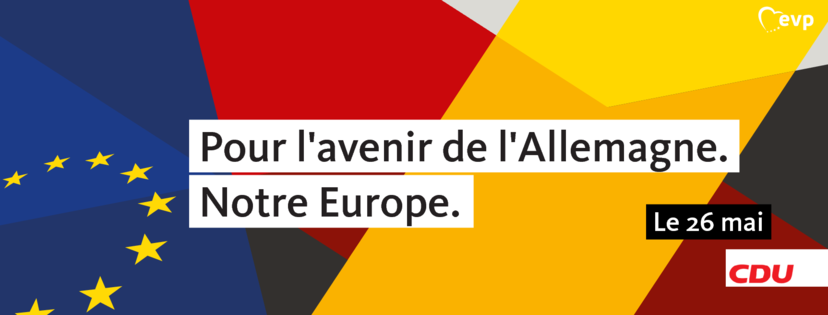 evp
Pour l'avenir de l'Allemagne.
Notre Europe.
Le 26 mai
CDU